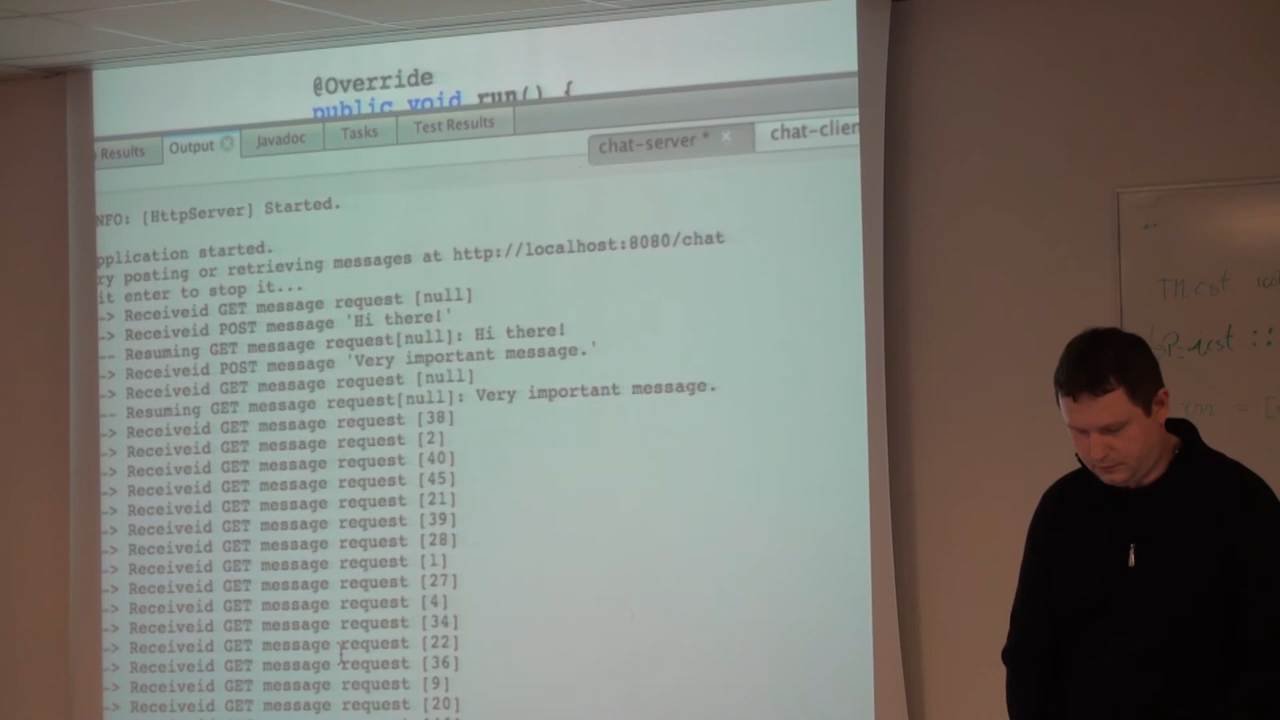 @Override
public void run() {
Results Output Javadoc Tasks Test Results
chat-server * chat-clien
NFO: [HttpServer] Started.
pplication started.
ry posting or retrieving messages at http://localhost:8080/chat
it enter to stop it...
-> Receiveid GET message request [null]
-> Receiveid POST message 'Hi there!'
-- Resuming GET message request[null]: Hi there!
-> Receiveid POST message 'Very important message.'
-> Receiveid GET message request [null]
-- Resuming GET message request[null]: Very important message.
-> Receiveid GET message request [38]
-> Receiveid GET message request [2]
-> Receiveid GET message request [40]
-> Receiveid GET message request [45]
-> Receiveid GET message request [21]
-> Receiveid GET message request [39]
-> Receiveid GET message request [28]
-> Receiveid GET message request [1]
-> Receiveid GET message request [27]
-> Receiveid GET message request [4]
-> Receiveid GET message request [34]
-> Receiveid GET message request [22]
-> Receiveid GET message request [36]
-> Receiveid GET message request [9]
-> Receiveid GET message request [20]